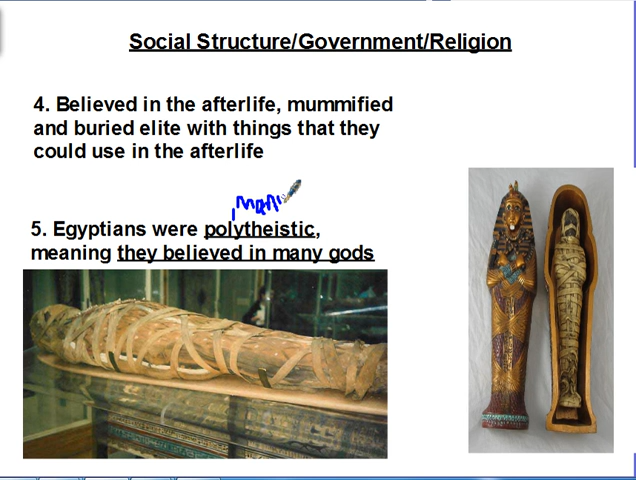 Social Structure/Government/Religion
4. Believed in the afterlife, mummified
and buried elite with things that they
could use in the afterlife
5. Egyptians were polytheistic,
meaning they believed in many gods